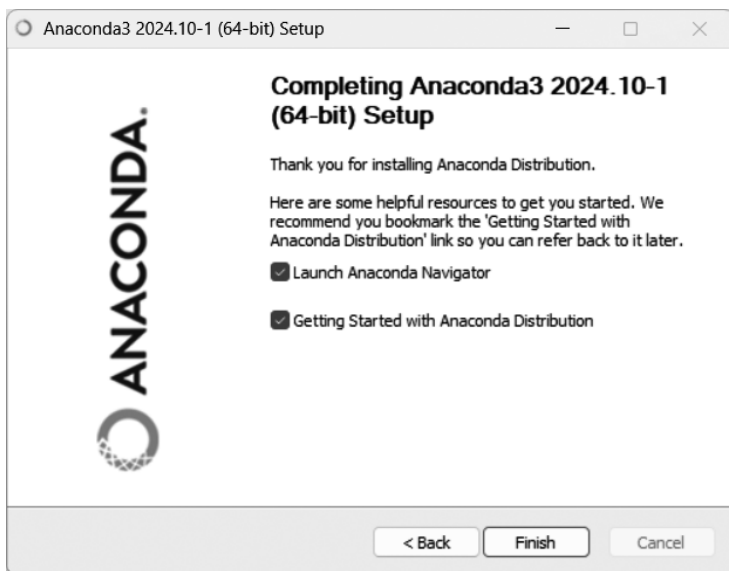 Anaconda3 2024.10-1 (64-bit) Setup
Completing Anaconda3 2024.10-1
(64-bit) Setup
Thank you for installing Anaconda Distribution.
Here are some helpful resources to get you started. We
recommend you bookmark the 'Getting Started with
Anaconda Distribution' link so you can refer back to it later.
Launch Anaconda Navigator
Getting Started with Anaconda Distribution
ANACONDA.
< Back
Finish
Cancel